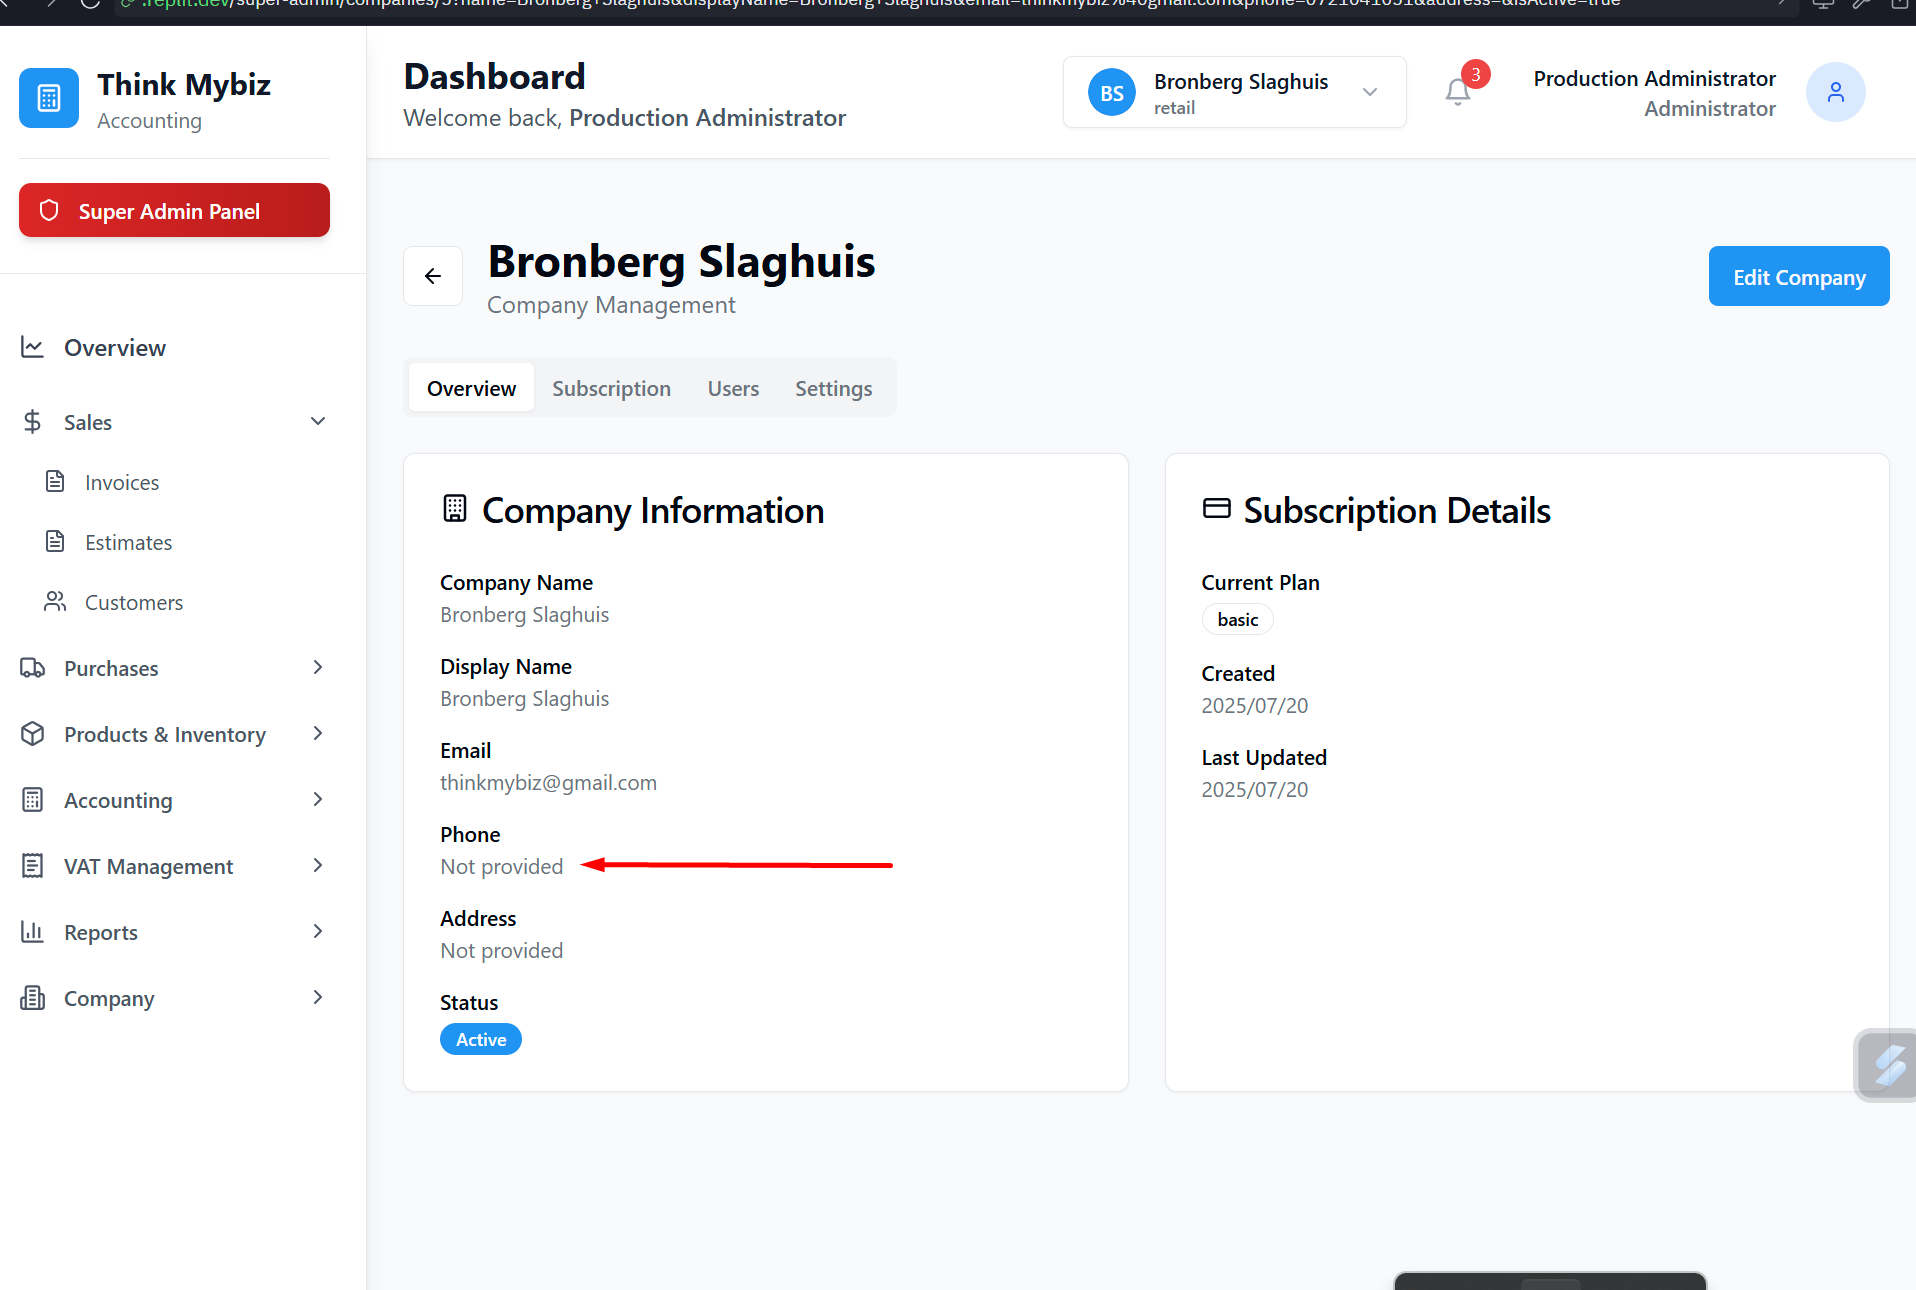 .replit.dev/super-admin/companies/5?name=Bronberg+Slaghuis&displayName=Bronberg+Slaghuis&email=thinkmybiz%40gmail.com&phone=0721041051&address=&isActive=true
Think Mybiz
Accounting
Super Admin Panel
Overview
Sales
Invoices
Estimates
Customers
Purchases
Products & Inventory
Accounting
VAT Management
Reports
Company
Dashboard
Welcome back, Production Administrator
BS
Bronberg Slaghuis
retail
3
Production Administrator
Administrator
Bronberg Slaghuis
Company Management
Edit Company
Overview
Subscription
Users
Settings
Company Information
Company Name
Bronberg Slaghuis
Display Name
Bronberg Slaghuis
Email
thinkmybiz@gmail.com
Phone
Not provided
Address
Not provided
Status
Active
Subscription Details
Current Plan
basic
Created
2025/07/20
Last Updated
2025/07/20